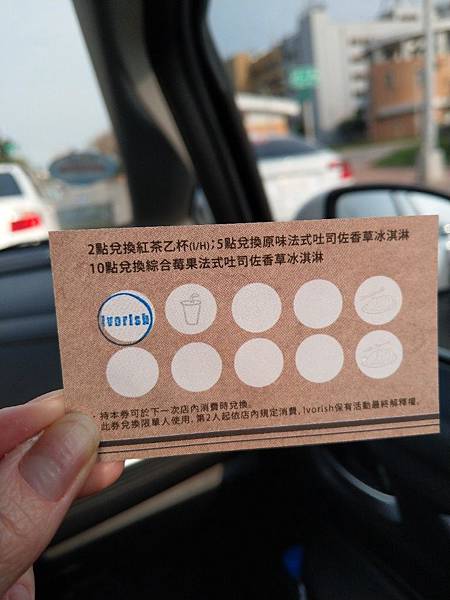 2點兌換紅茶乙杯(I/H)；5點兌換原味法式吐司佐香草冰淇淋
10點兌換綜合莓果法式吐司佐香草冰淇淋
Ivorish
· 持本券可於下一次店內消費時兌換。
此券兌換限單人使用，第2人起依店內規定消費，Ivorish保有活動最終解釋權。